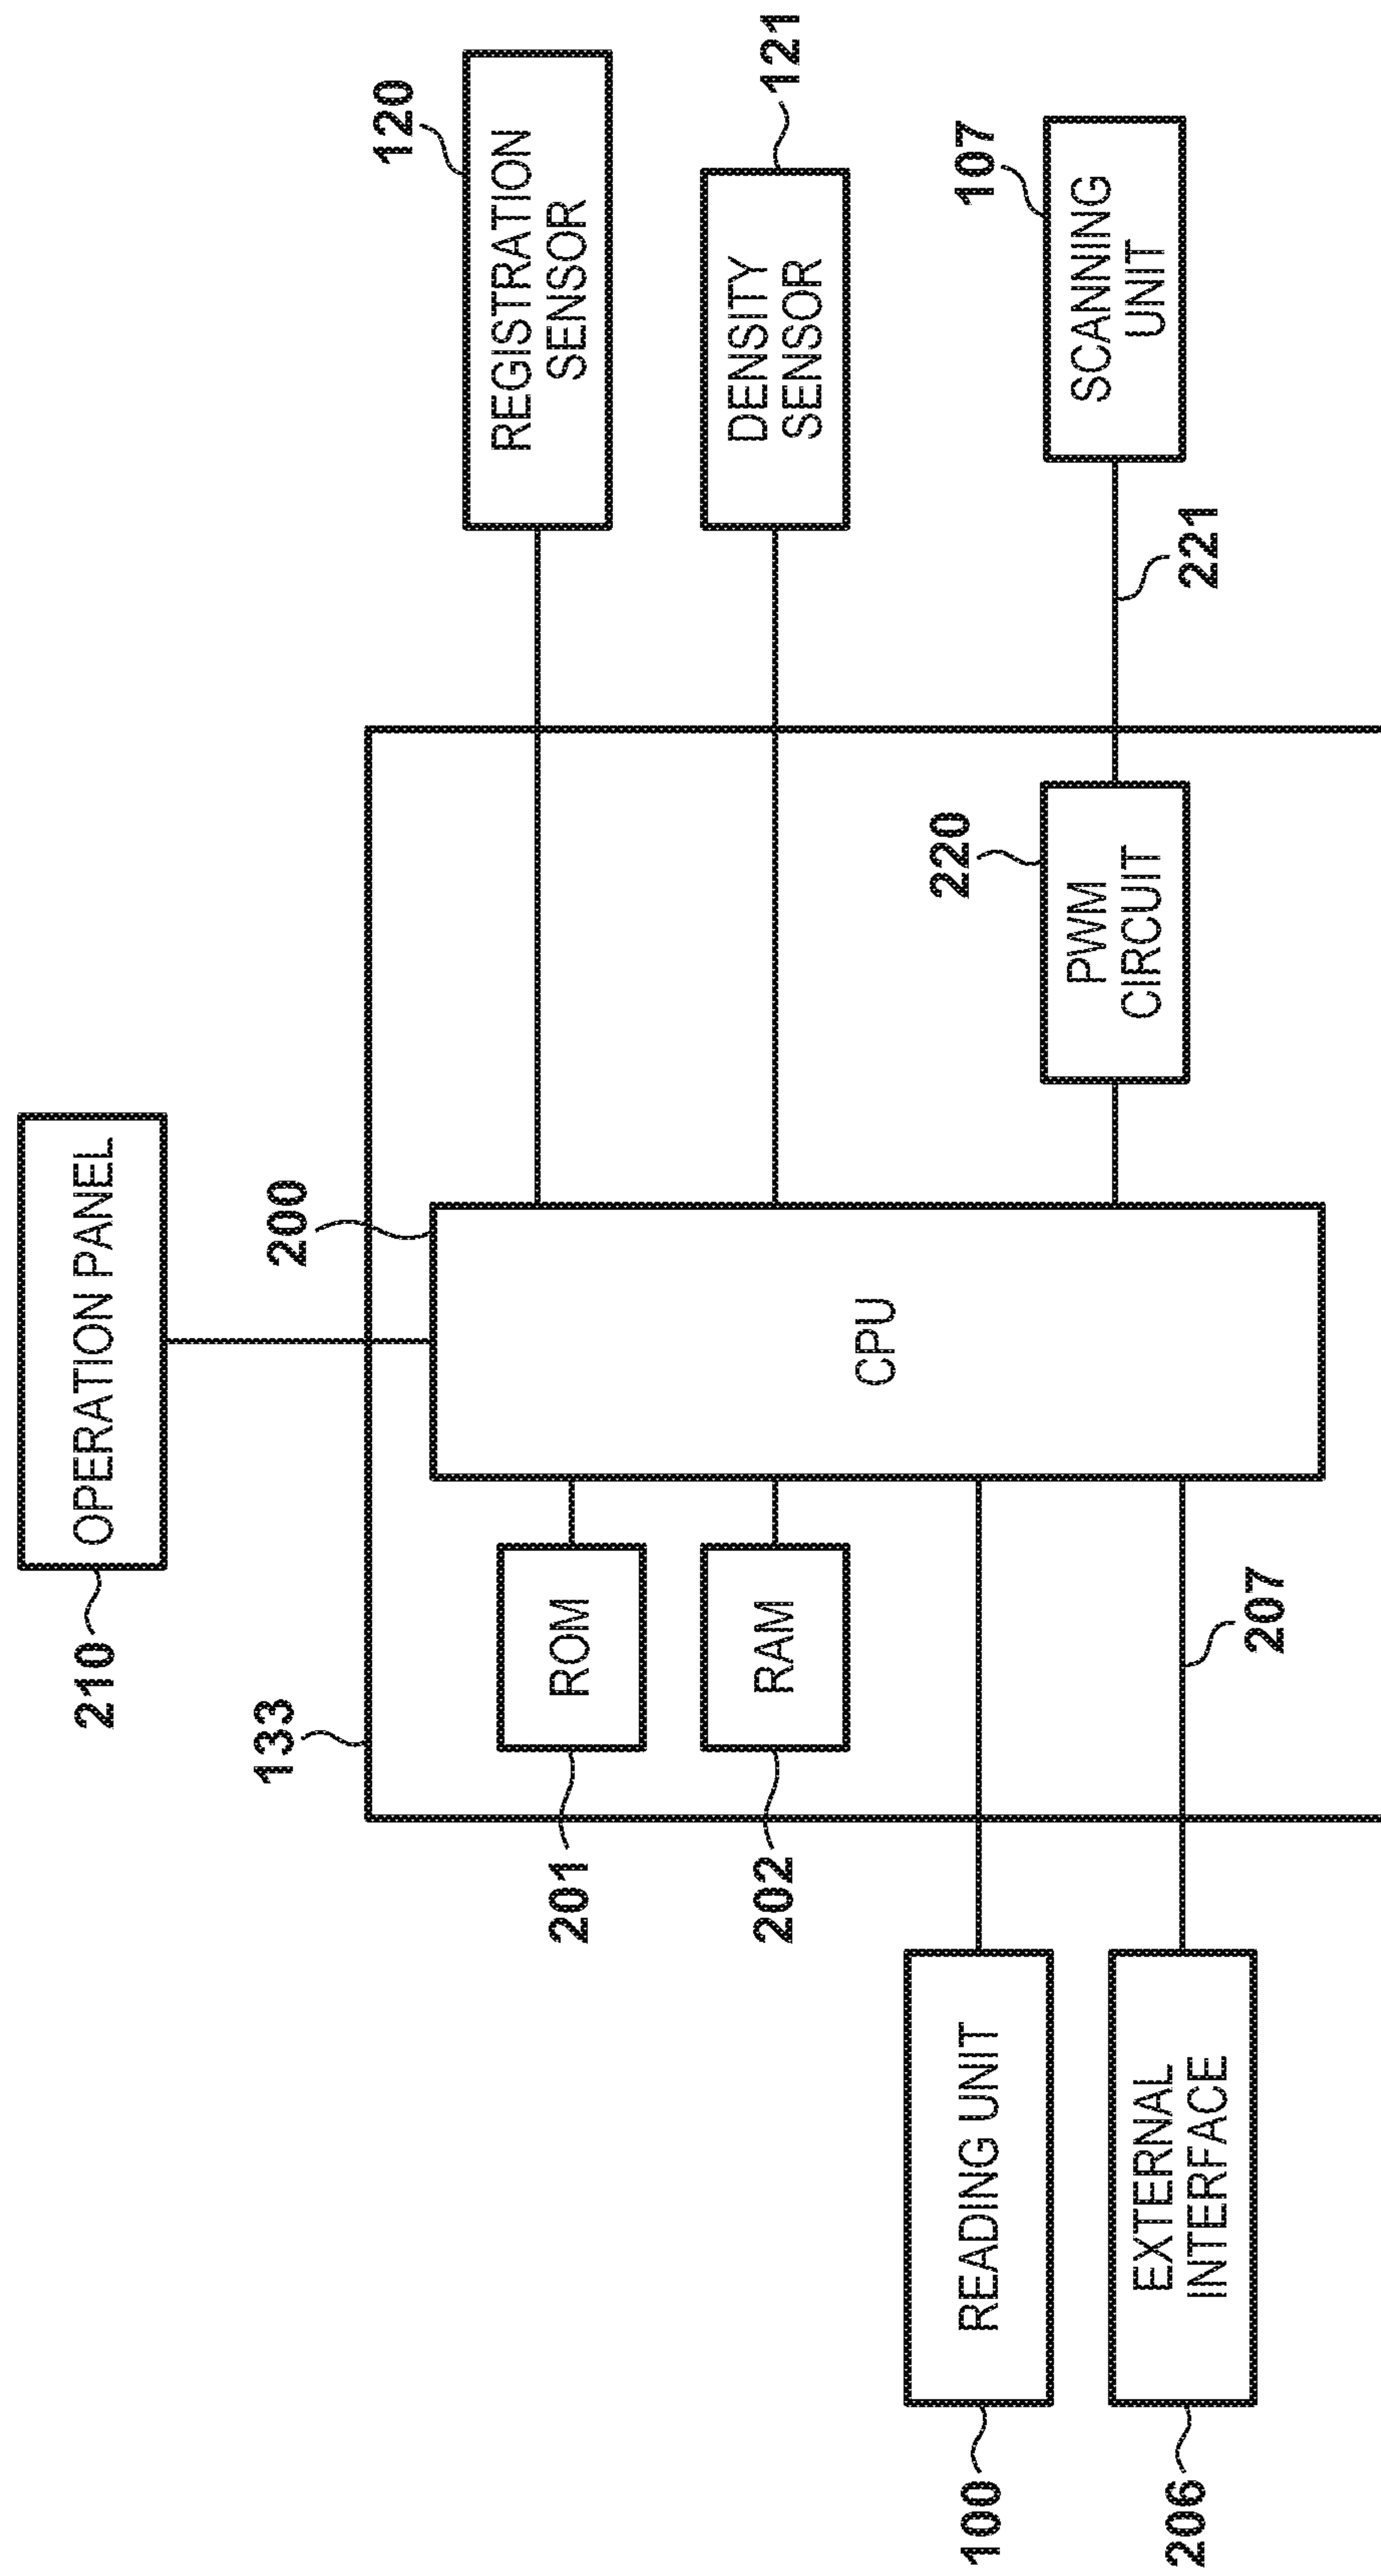 210
OPERATION PANEL
133
200
201
ROM
202
RAM
CPU
120
REGISTRATION
SENSOR
121
DENSITY
SENSOR
100
READING UNIT
220
PWM
CIRCUIT
107
SCANNING
UNIT
206
EXTERNAL
INTERFACE
207
221